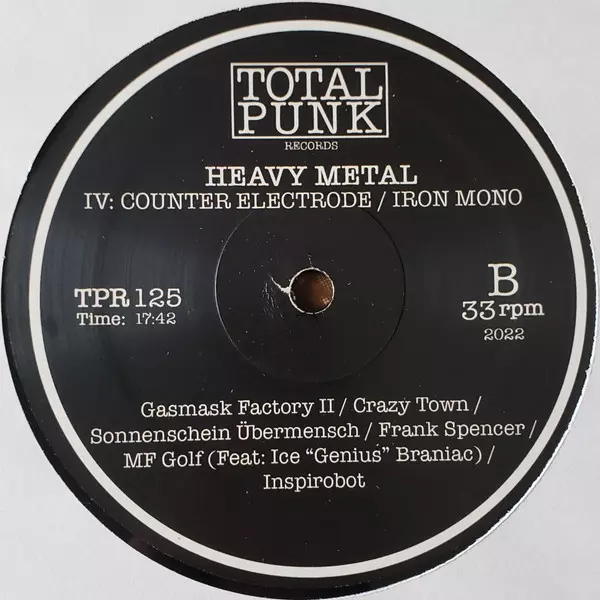 TOTAL
PUNK
RECORDS
HEAVY METAL
IV: COUNTER ELECTRODE / IRON MONO
TPR 125
Time: 17:42
B
33 rpm
2022
Gasmask Factory II / Crazy Town /
Sonnenschein Übermensch / Frank Spencer /
MF Golf (Feat: Ice “Genius” Braniac) /
Inspirobot